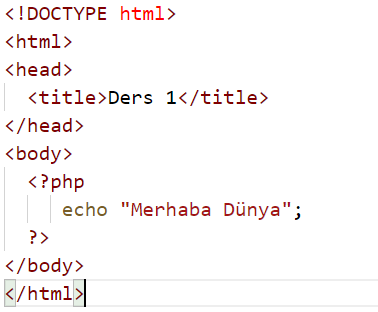 <!DOCTYPE html>
<html>
<head>
  <title>Ders 1</title>
</head>
<body>
  <?php
     echo "Merhaba Dünya";
  ?>
</body>
</html>